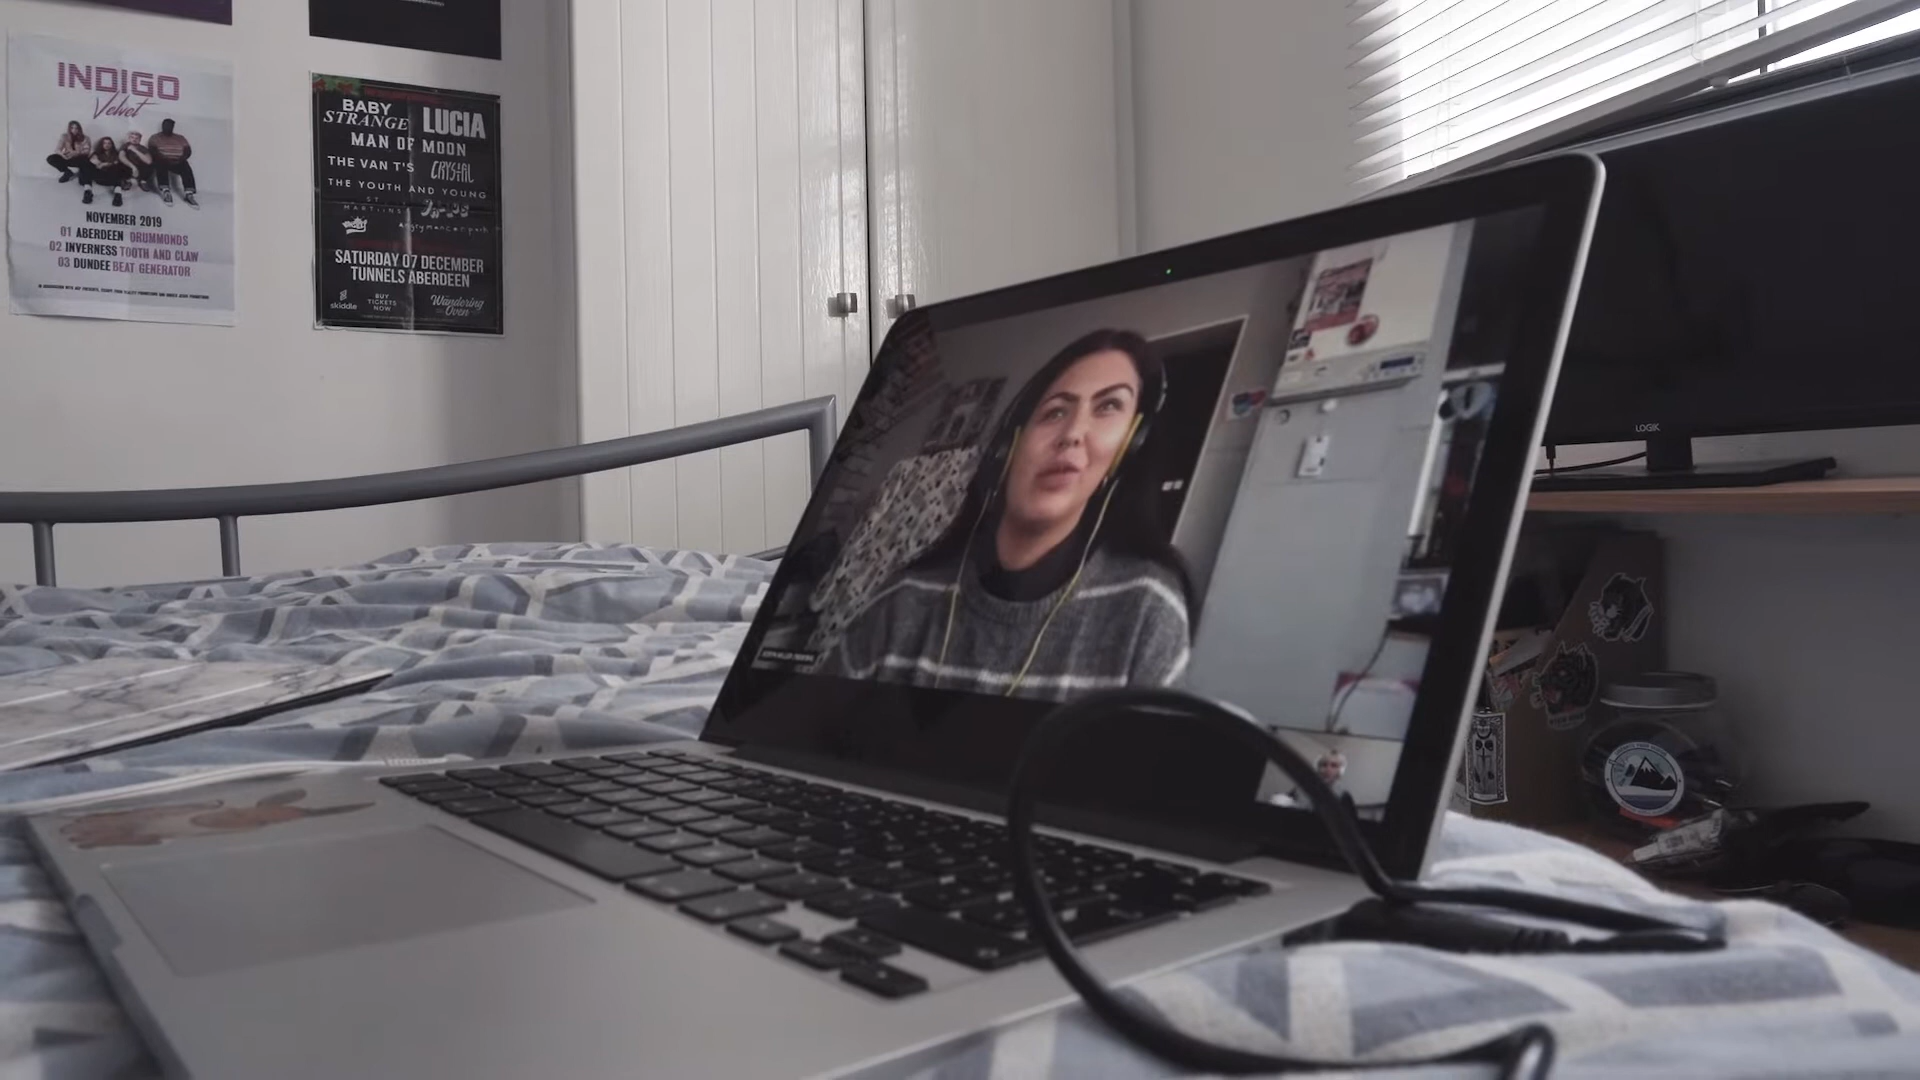 INDIGO
Velvet
NOVEMBER 2019
01 ABERDEEN DRUMMONDS
02 INVERNESS TOOTH AND CLAW
03 DUNDEE BEAT GENERATOR
BABY
STRANGE
LUCIA
MAN OF MOON
THE VAN T'S
CRYSTAL
THE YOUTH AND YOUNG
ST.
MARTIINS
SATURDAY 07 DECEMBER
TUNNELS ABERDEEN
skiddle
BUY
TICKETS
NOW
Wandering
Oven
LOGIK